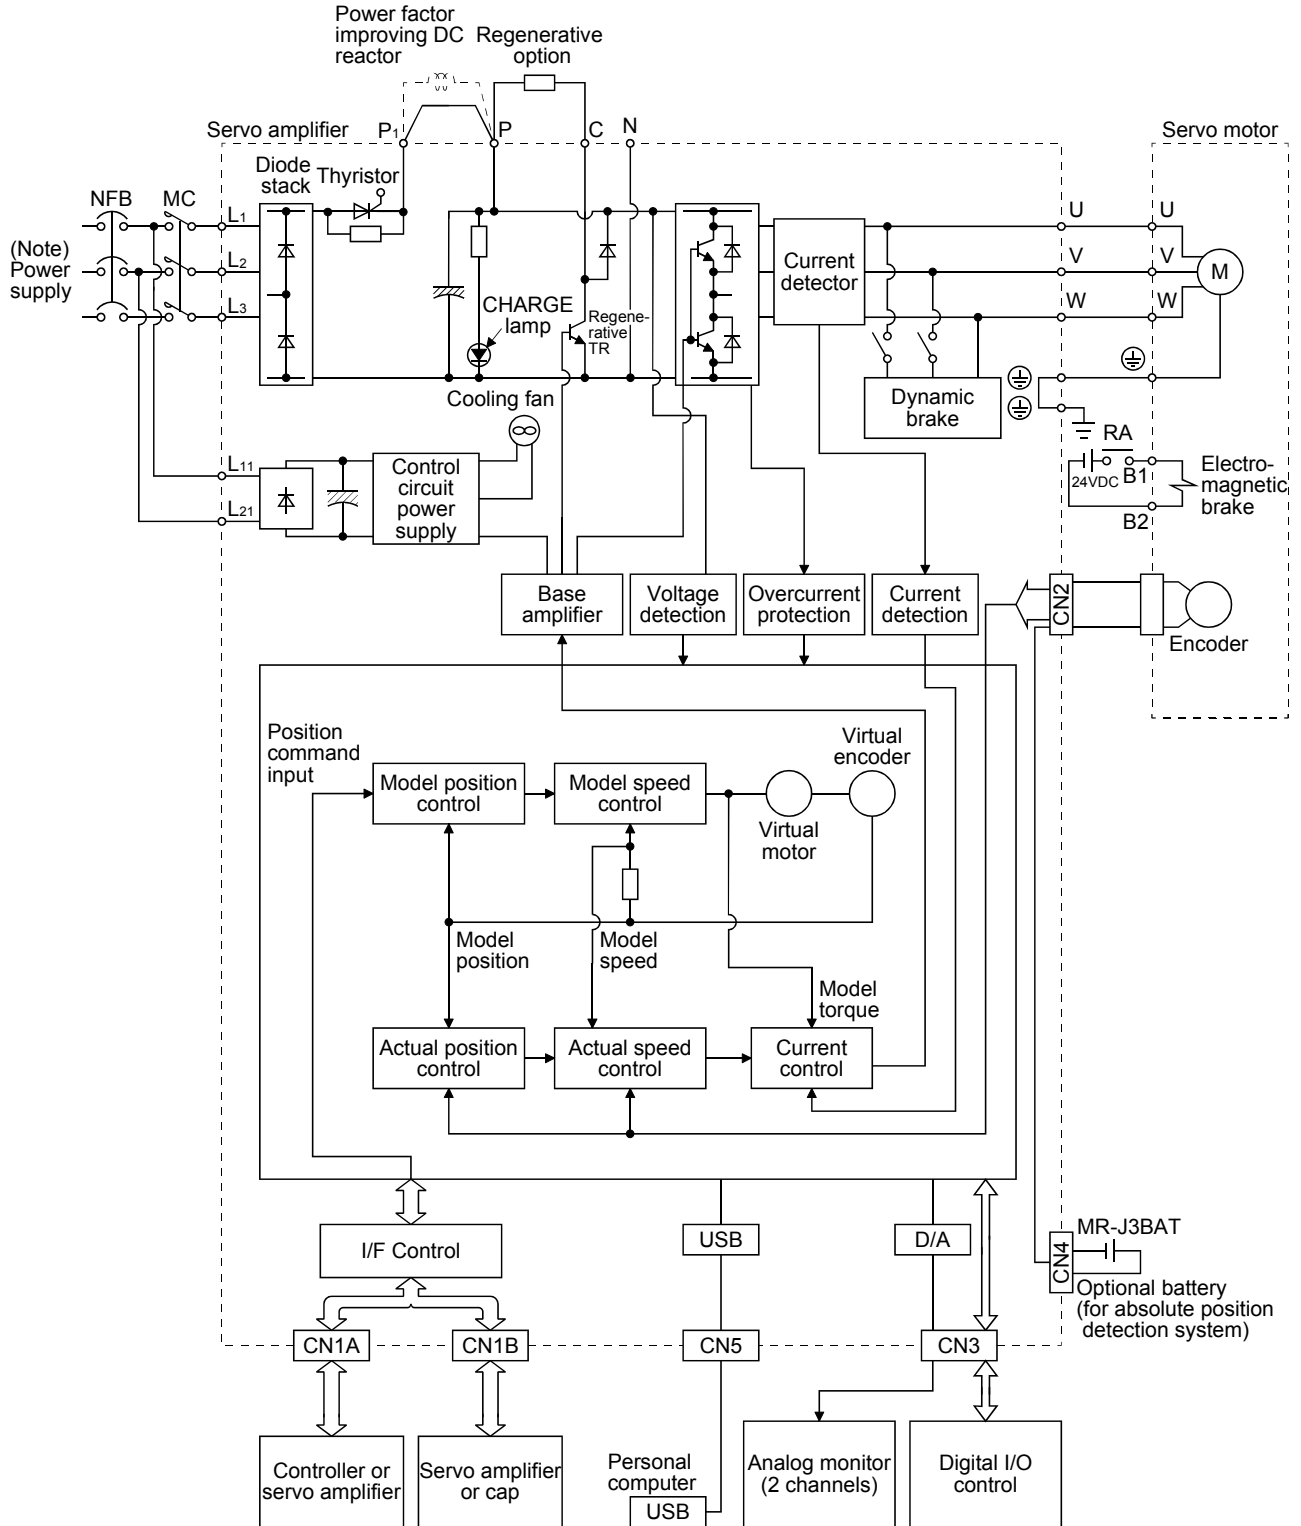 Power factor
improving DC
reactor
Regenerative
option
Servo amplifier
P1
P
C
N
Servo motor
Diode
stack
Thyristor
NFB
MC
L1
L2
L3
(Note)
Power
supply
CHARGE
lamp
Regene-
rative
TR
Current
detector
U
V
W
U
V
W
M
Dynamic
brake
Cooling fan
RA
24VDC
B1
B2
Electro-
magnetic
brake
L11
L21
Control
circuit
power
supply
Base
amplifier
Voltage
detection
Overcurrent
protection
Current
detection
CN2
Encoder
Position
command
input
Model position
control
Model speed
control
Virtual
motor
Virtual
encoder
Model
position
Model
speed
Model
torque
Actual position
control
Actual speed
control
Current
control
I/F Control
USB
D/A
CN4
MR-J3BAT
Optional battery
(for absolute position
detection system)
CN1A
CN1B
CN5
CN3
Controller or
servo amplifier
Servo amplifier
or cap
Personal
computer
USB
Analog monitor
(2 channels)
Digital I/O
control